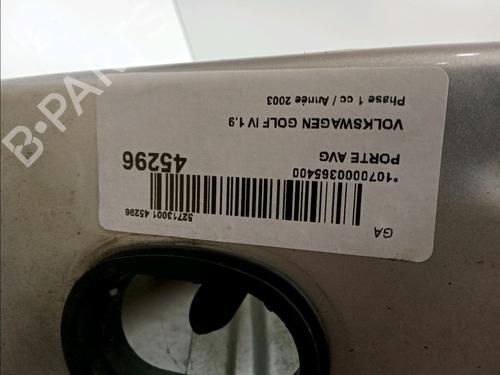 GA
52713001 45296
*1070000365400
PORTE AVG
45296
VOLKSWAGEN GOLF IV 1.9
Phase 1 cc / Année 2003
B-PARTS